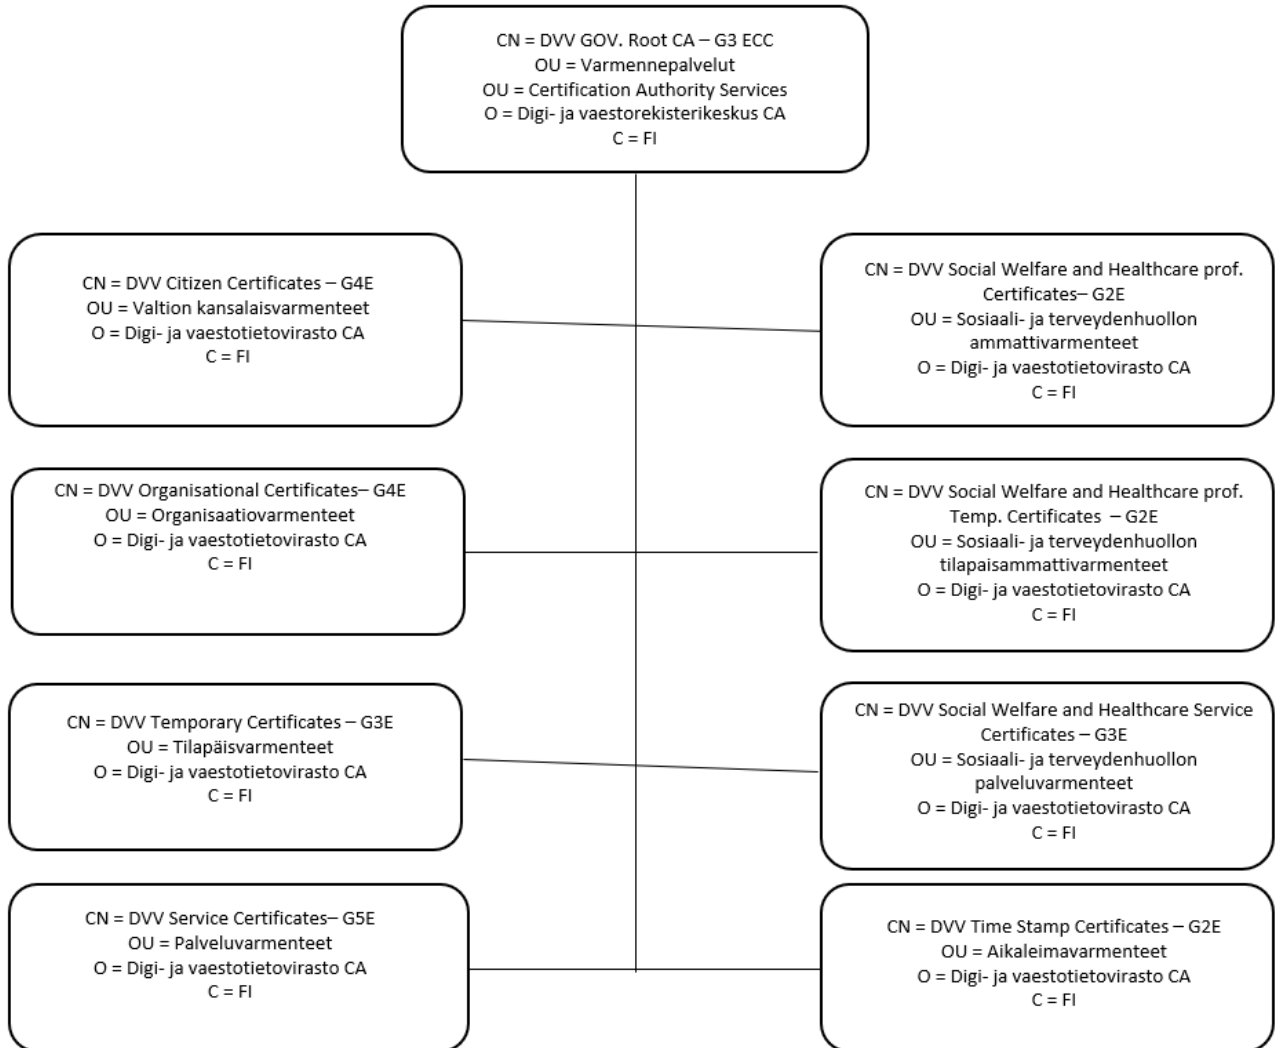 CN = DVV GOV. Root CA – G3 ECC
OU = Varmennepalvelut
OU = Certification Authority Services
O = Digi- ja vaestorekisterikeskus CA
C = FI
CN = DVV Citizen Certificates – G4E
OU = Valtion kansalaisvarmenteet
O = Digi- ja vaestotietovirasto CA
C = FI
CN = DVV Social Welfare and Healthcare prof.
Certificates– G2E
OU = Sosiaali- ja terveydenhuollon
ammattivarmenteet
O = Digi- ja vaestotietovirasto CA
C = FI
CN = DVV Organisational Certificates– G4E
OU = Organisaatiovarmenteet
O = Digi- ja vaestotietovirasto CA
C = FI
CN = DVV Social Welfare and Healthcare prof.
Temp. Certificates – G2E
OU = Sosiaali- ja terveydenhuollon
tilapaisammattivarmenteet
O = Digi- ja vaestotietovirasto CA
C = FI
CN = DVV Temporary Certificates – G3E
OU = Tilapäisvarmenteet
O = Digi- ja vaestotietovirasto CA
C = FI
CN = DVV Social Welfare and Healthcare Service
Certificates – G3E
OU = Sosiaali- ja terveydenhuollon
palveluvarmenteet
O = Digi- ja vaestotietovirasto CA
C = FI
CN = DVV Service Certificates– G5E
OU = Palveluvarmenteet
O = Digi- ja vaestotietovirasto CA
C = FI
CN = DVV Time Stamp Certificates – G2E
OU = Aikaleimavarmenteet
O = Digi- ja vaestotietovirasto CA
C = FI